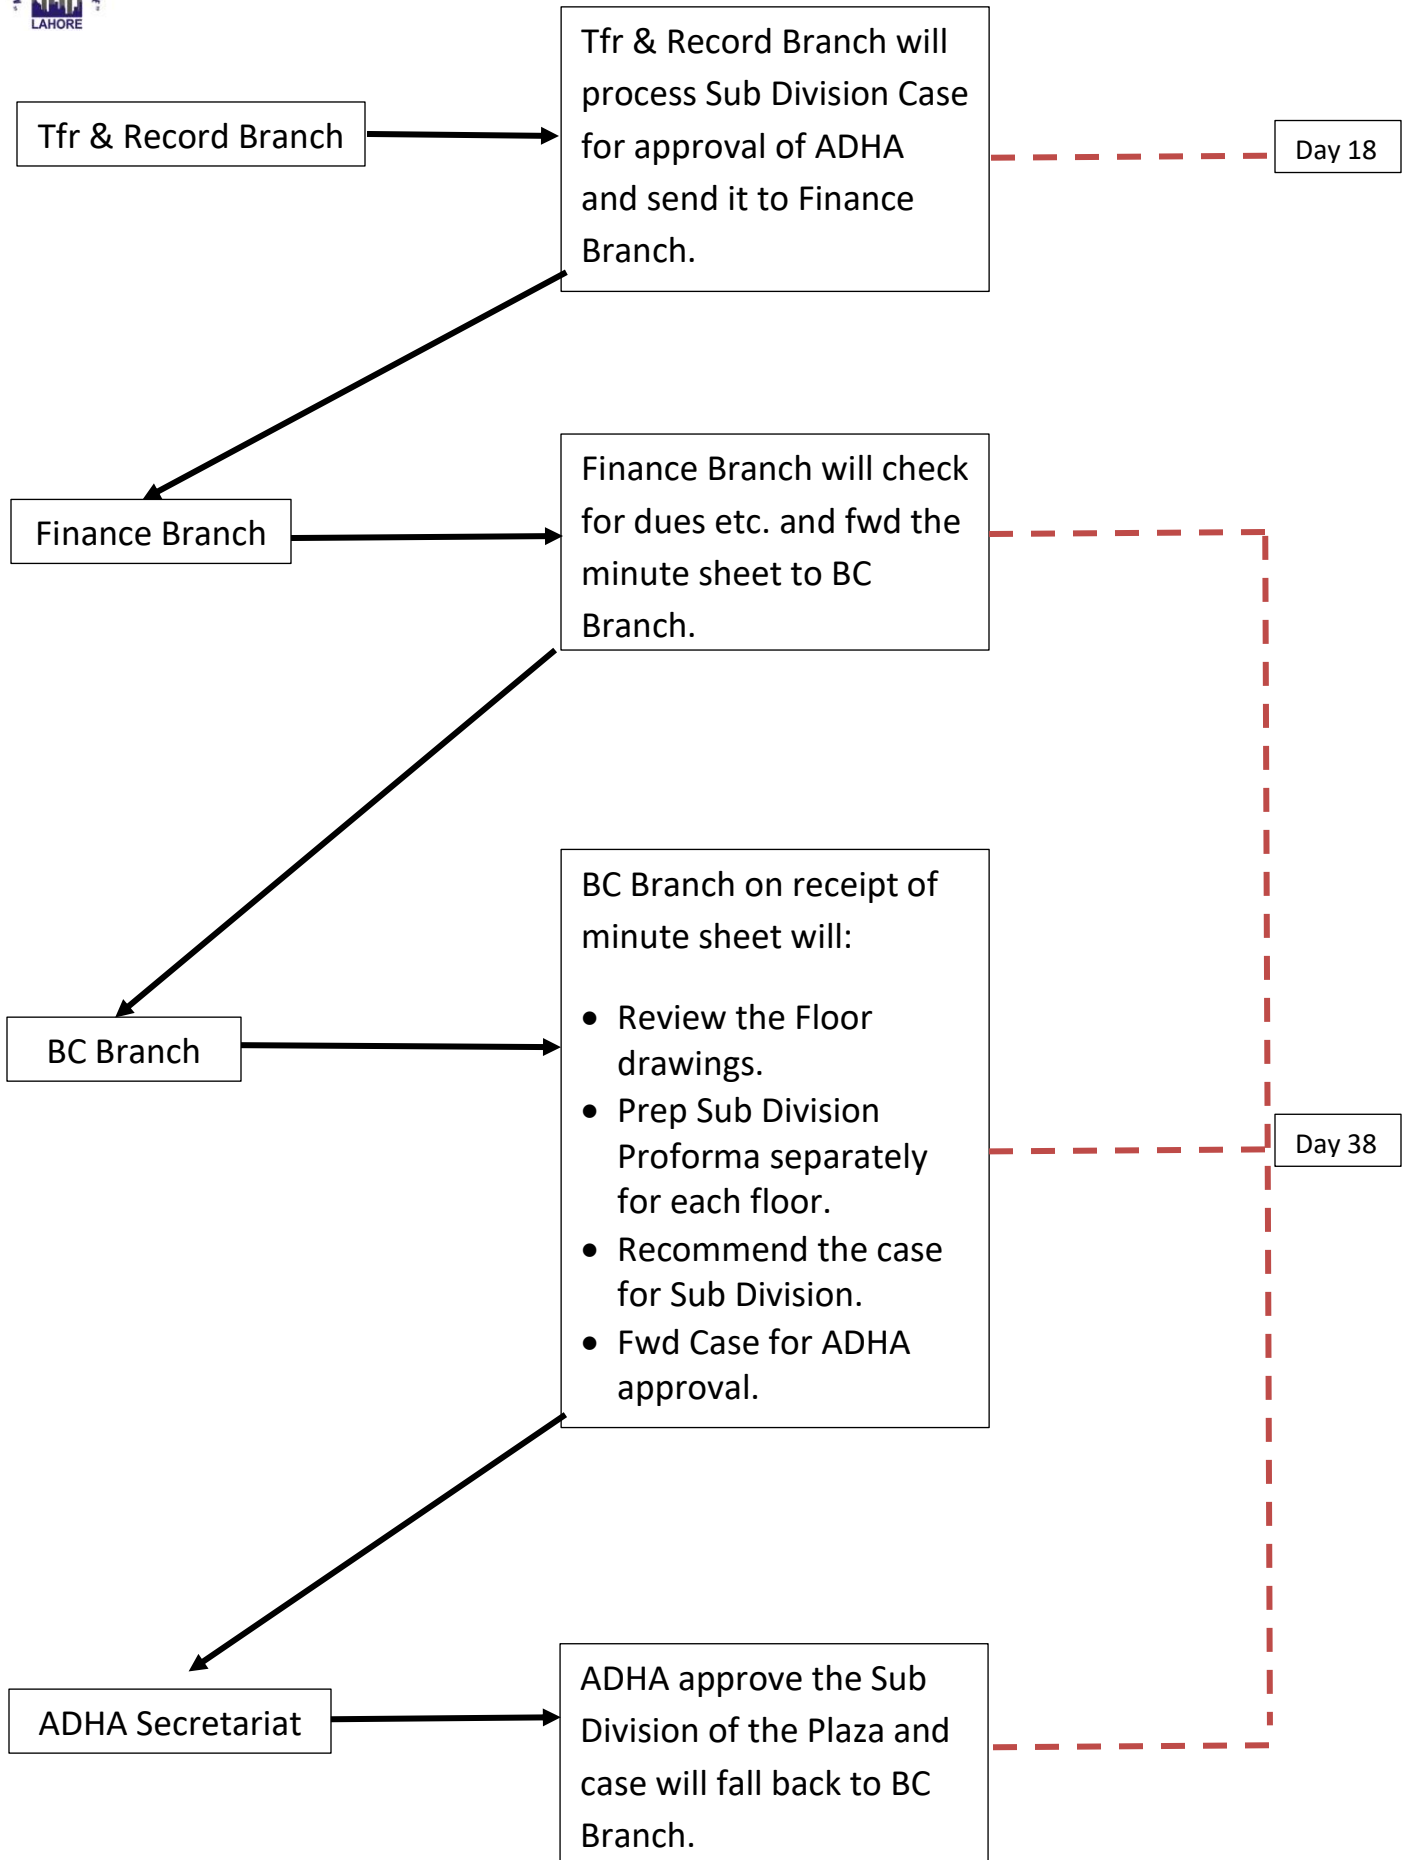 LAHORE
Tfr & Record Branch
Tfr & Record Branch will
process Sub Division Case
for approval of ADHA
and send it to Finance
Branch.
Day 18
Finance Branch
Finance Branch will check
for dues etc. and fwd the
minute sheet to BC
Branch.
BC Branch
BC Branch on receipt of
minute sheet will:
• Review the Floor
drawings.
• Prep Sub Division
Proforma separately
for each floor.
• Recommend the case
for Sub Division.
• Fwd Case for ADHA
approval.
Day 38
ADHA Secretariat
ADHA approve the Sub
Division of the Plaza and
case will fall back to BC
Branch.